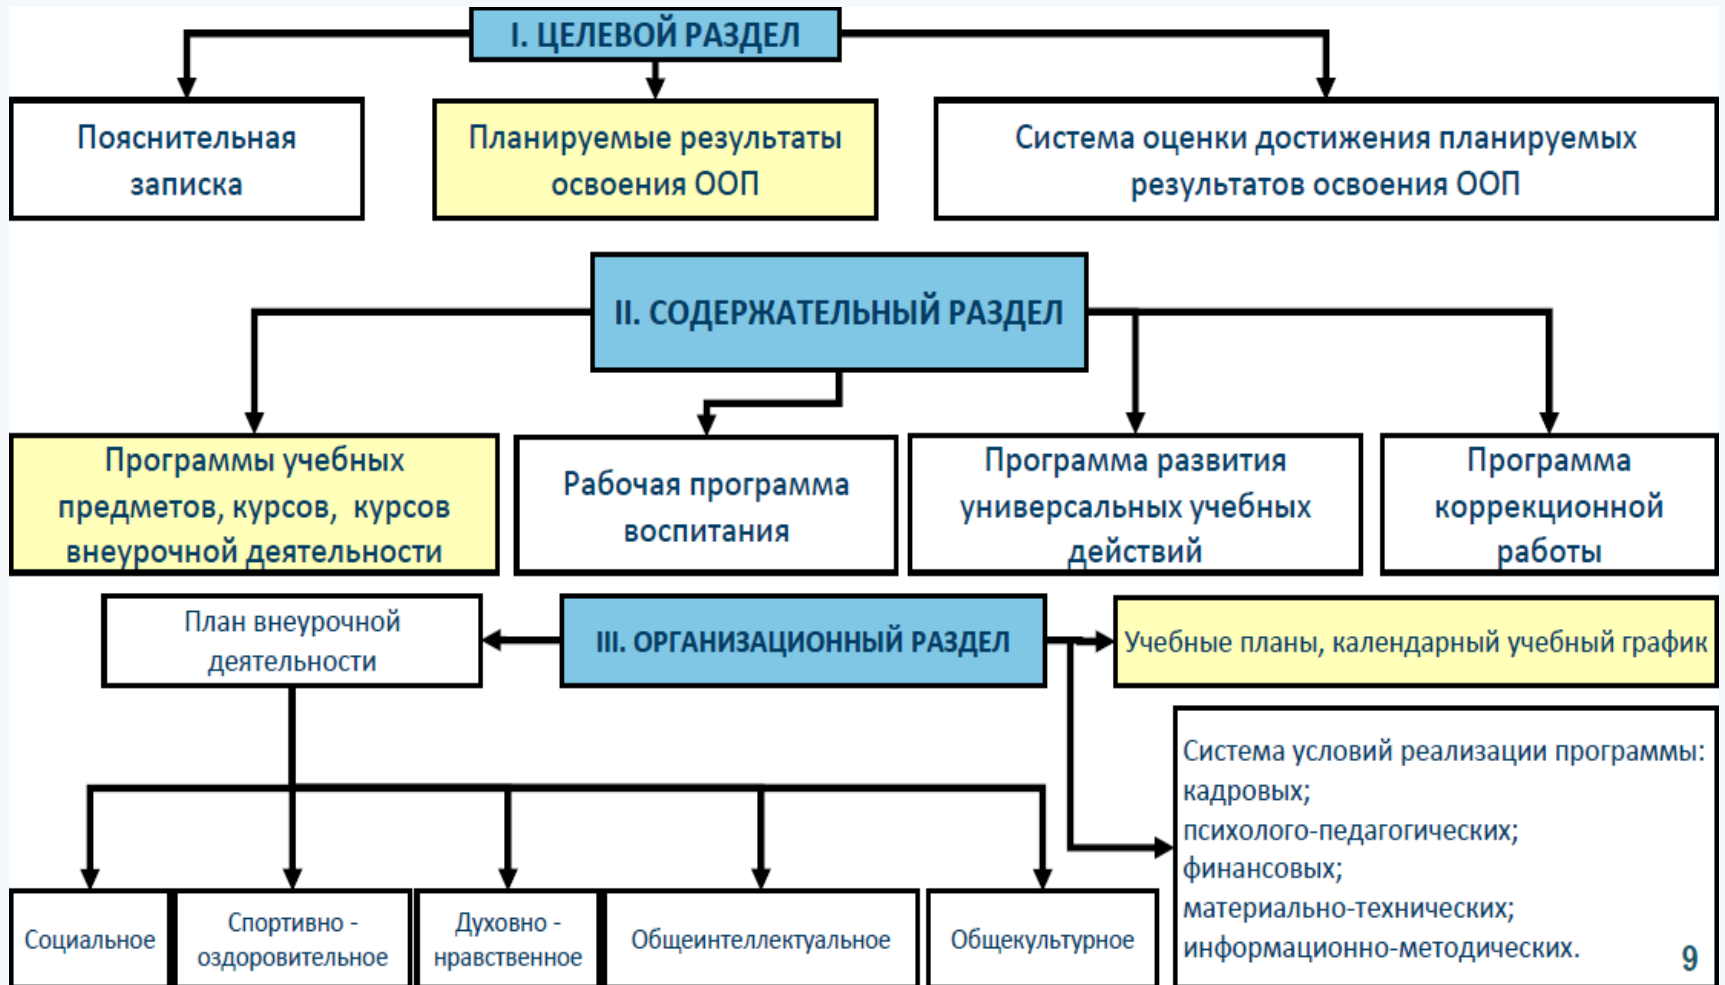 I. ЦЕЛЕВОЙ РАЗДЕЛ
Пояснительная
записка
Планируемые результаты
освоения ООП
Система оценки достижения планируемых
результатов освоения ООП
II. СОДЕРЖАТЕЛЬНЫЙ РАЗДЕЛ
Программы учебных
предметов, курсов, курсов
внеурочной деятельности
Рабочая программа
воспитания
Программа развития
универсальных учебных
действий
Программа
коррекционной
работы
План внеурочной
деятельности
III. ОРГАНИЗАЦИОННЫЙ РАЗДЕЛ
Учебные планы, календарный учебный график
Система условий реализации программы:
кадровых;
психолого-педагогических;
финансовых;
материально-технических;
информационно-методических.
Социальное
Спортивно -
оздоровительное
Духовно -
нравственное
Общеинтеллектуальное
Общекультурное
9